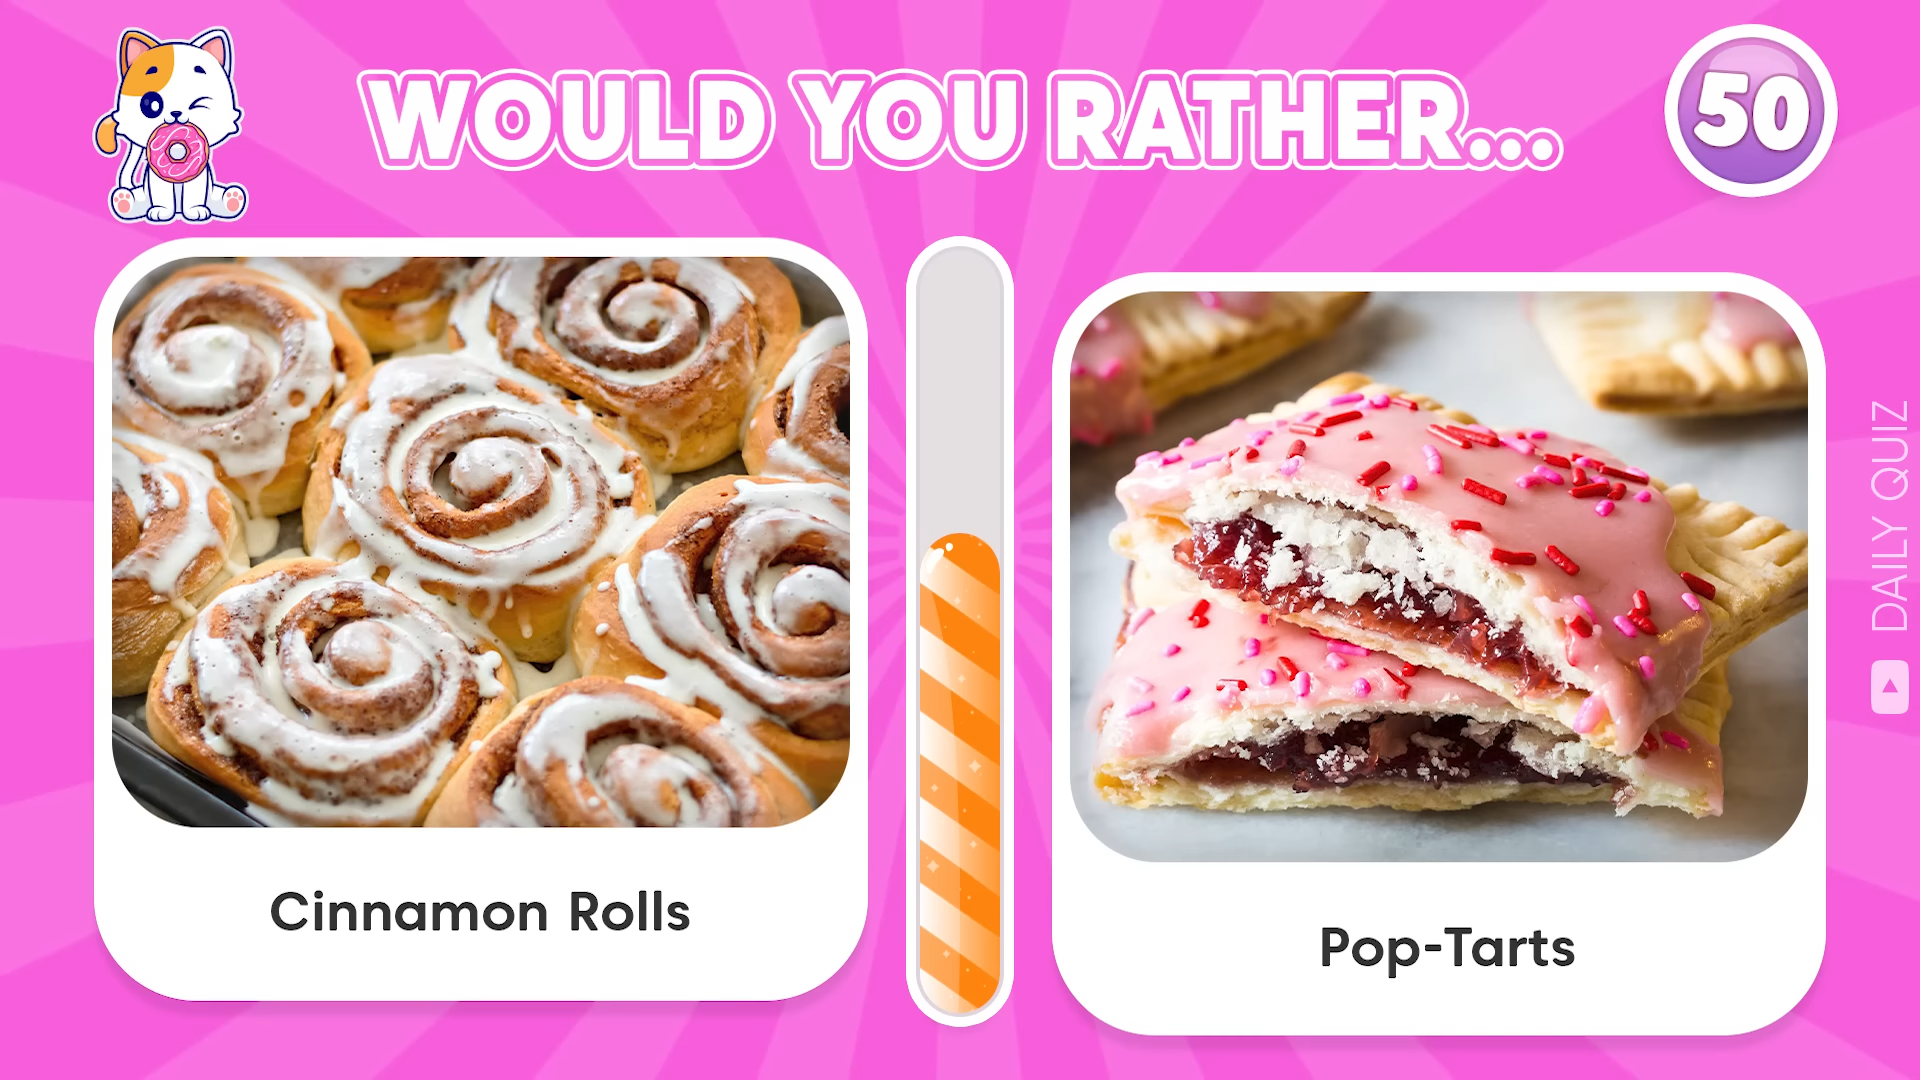 WOULD YOU RATHER...
50
Cinnamon Rolls
Pop-Tarts
DAILY QUIZ